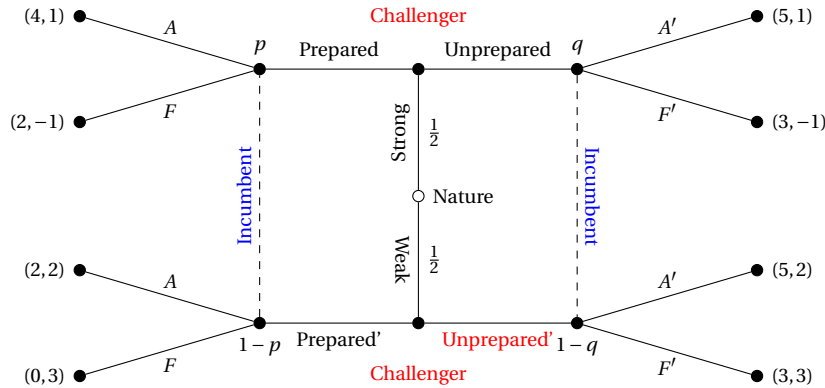 Challenger
(4,1)
A
p
Prepared
Unprepared
q
A′
(5,1)
(2,−1)
F
F′
(3,−1)
Strong
1/2
Incumbent
Nature
Incumbent
Weak
1/2
(2,2)
A
A′
(5,2)
1−p
Prepared'
Unprepared'
1−q
(0,3)
F
Challenger
F′
(3,3)